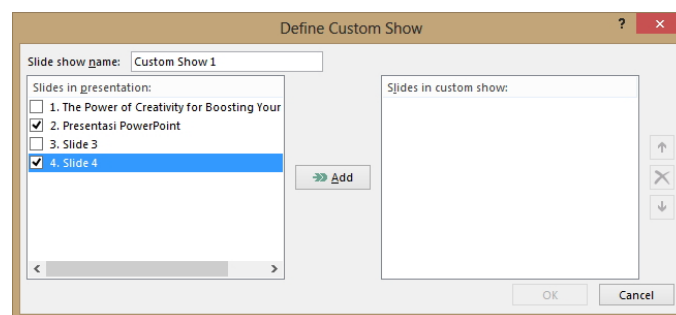 Define Custom Show
?
Slide show name: Custom Show 1
Slides in presentation:
1. The Power of Creativity for Boosting Your
2. Presentasi PowerPoint
3. Slide 3
4. Slide 4
Add
Slides in custom show:
OK Cancel